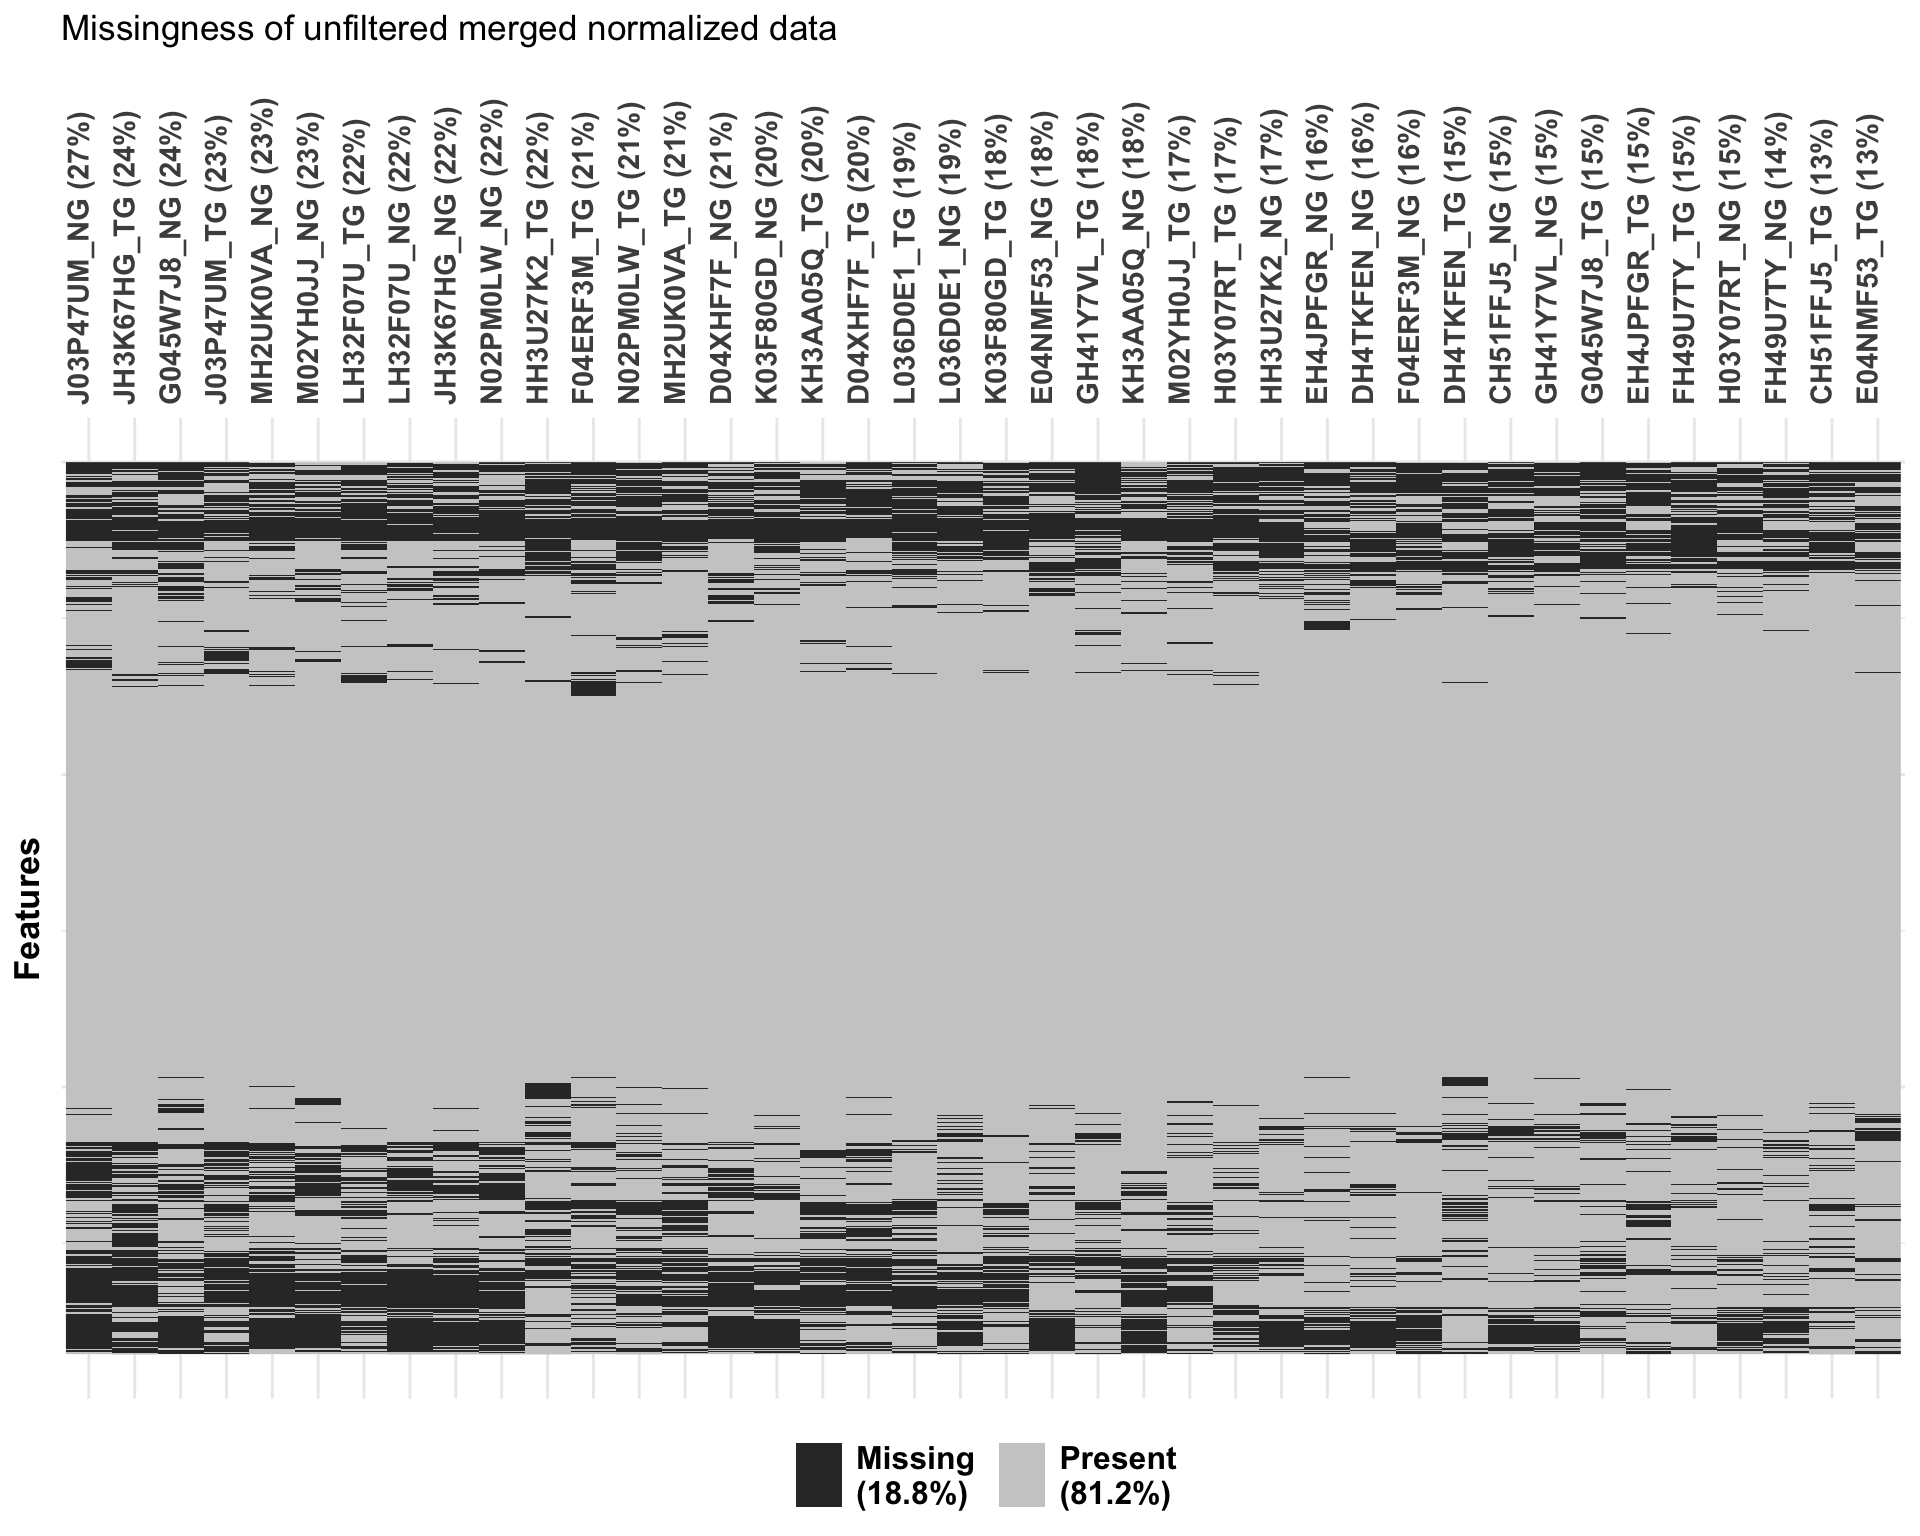 Missingness of unfiltered merged normalized data
J03P47UM_NG (27%)
JH3K67HG_TG (24%)
G045W7J8_NG (24%)
J03P47UM_TG (23%)
MH2UK0VA_NG (23%)
M02YH0JJ_NG (23%)
LH32F07U_TG (22%)
LH32F07U_NG (22%)
JH3K67HG_NG (22%)
N02PM0LW_NG (22%)
HH3U27K2_TG (22%)
F04ERF3M_TG (21%)
N02PM0LW_TG (21%)
MH2UK0VA_TG (21%)
D04XHF7F_NG (21%)
K03F80GD_NG (20%)
KH3AA05Q_TG (20%)
D04XHF7F_TG (20%)
L036D0E1_TG (19%)
L036D0E1_NG (19%)
K03F80GD_TG (18%)
E04NMF53_NG (18%)
GH41Y7VL_TG (18%)
KH3AA05Q_NG (18%)
M02YH0JJ_TG (17%)
H03Y07RT_TG (17%)
HH3U27K2_NG (17%)
EH4JPFGR_NG (16%)
DH4TKFEN_NG (16%)
F04ERF3M_NG (16%)
DH4TKFEN_TG (15%)
CH51FFJ5_NG (15%)
GH41Y7VL_NG (15%)
G045W7J8_TG (15%)
EH4JPFGR_TG (15%)
FH49U7TY_TG (15%)
H03Y07RT_NG (15%)
FH49U7TY_NG (14%)
CH51FFJ5_TG (13%)
E04NMF53_TG (13%)
Features
Missing
(18.8%)
Present
(81.2%)